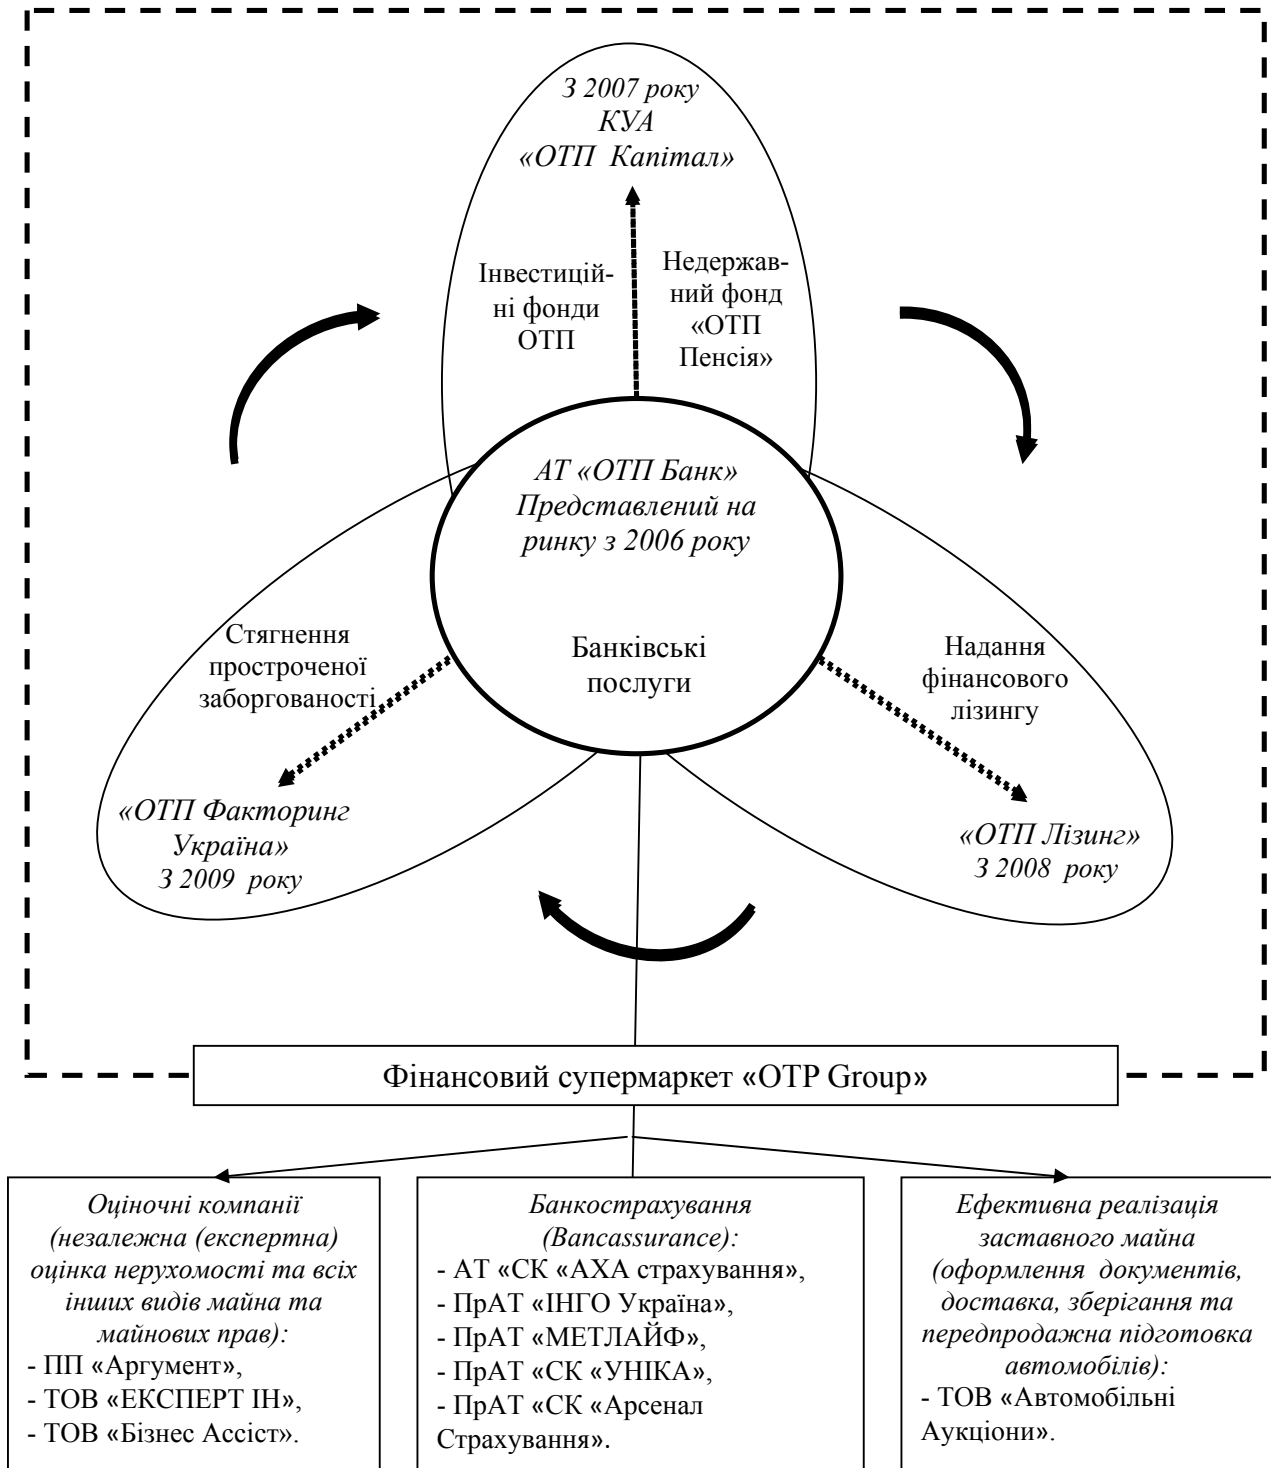 З 2007 року
КУА
«ОТП Капітал»
Інвестицій-
ні фонди
ОТП
Недержав-
ний фонд
«ОТП
Пенсія»
АТ «ОТП Банк»
Представлений на
ринку з 2006 року
Банківські
послуги
Стягнення
простроченої
заборгованості
Надання
фінансового
лізингу
«ОТП Факторинг
Україна»
З 2009 року
«ОТП Лізинг»
З 2008 року
Фінансовий супермаркет «OTP Group»
Оціночні компанії
(незалежна (експертна)
оцінка нерухомості та всіх
інших видів майна та
майнових прав):
- ПП «Аргумент»,
- ТОВ «ЕКСПЕРТ ІН»,
- ТОВ «Бізнес Ассіст».
Банкострахування
(Bancassurance):
- АТ «СК «АХА страхування»,
- ПрАТ «ІНГО Україна»,
- ПрАТ «МЕТЛАЙФ»,
- ПрАТ «СК «УНІКА»,
- ПрАТ «СК «Арсенал
Страхування».
Ефективна реалізація
заставного майна
(оформлення документів,
доставка, зберігання та
передпродажна підготовка
автомобілів):
- ТОВ «Автомобільні
Аукціони».